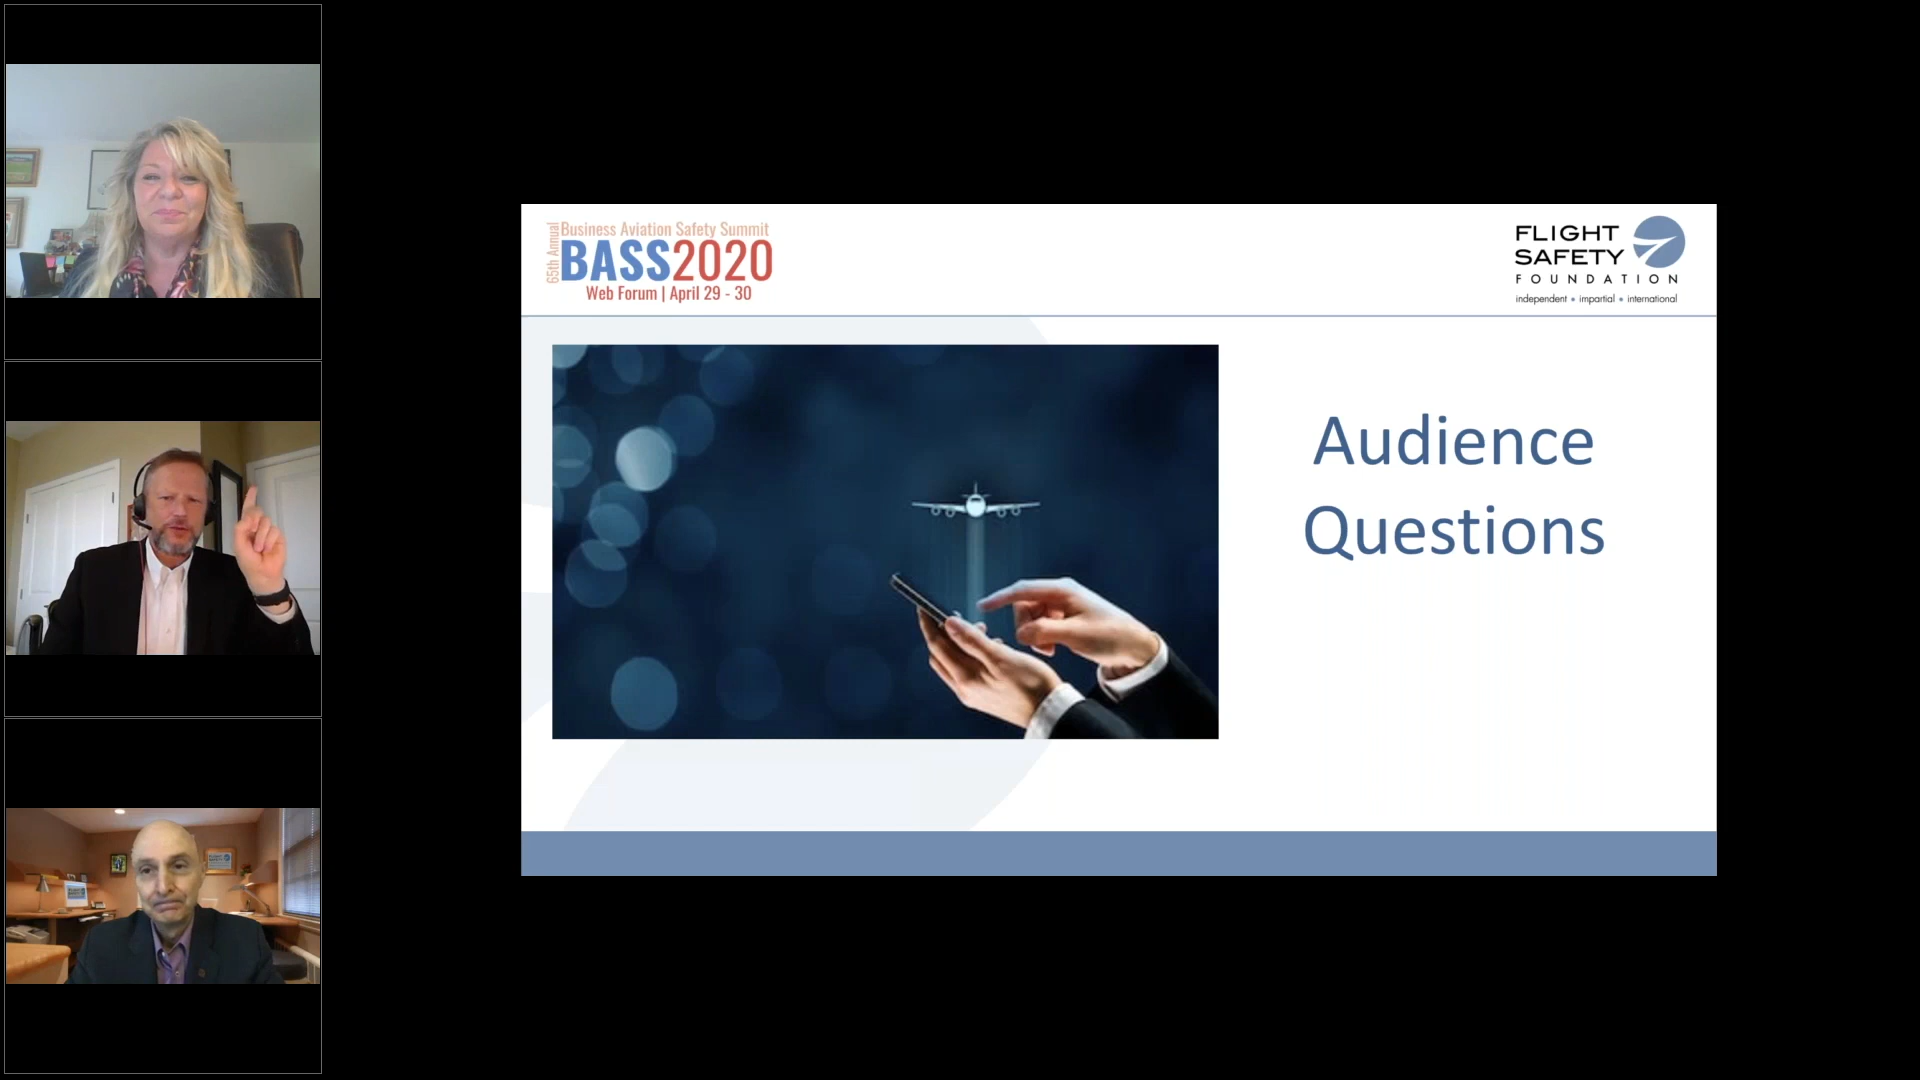 65th Annual
Business Aviation Safety Summit
BASS2020
Web Forum | April 29 - 30
FLIGHT
SAFETY
FOUNDATION
independent • impartial • international
Audience
Questions